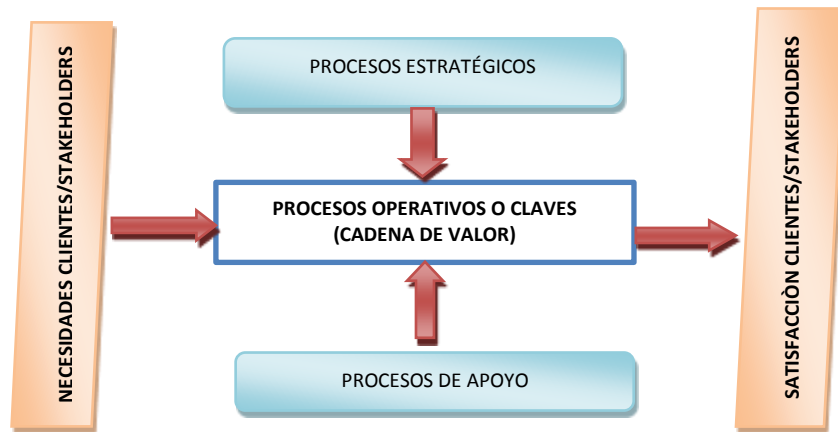 NECESIDADES CLIENTES/STAKEHOLDERS
PROCESOS ESTRATÉGICOS
PROCESOS OPERATIVOS O CLAVES
(CADENA DE VALOR)
PROCESOS DE APOYO
SATISFACCIÒN CLIENTES/STAKEHOLDERS